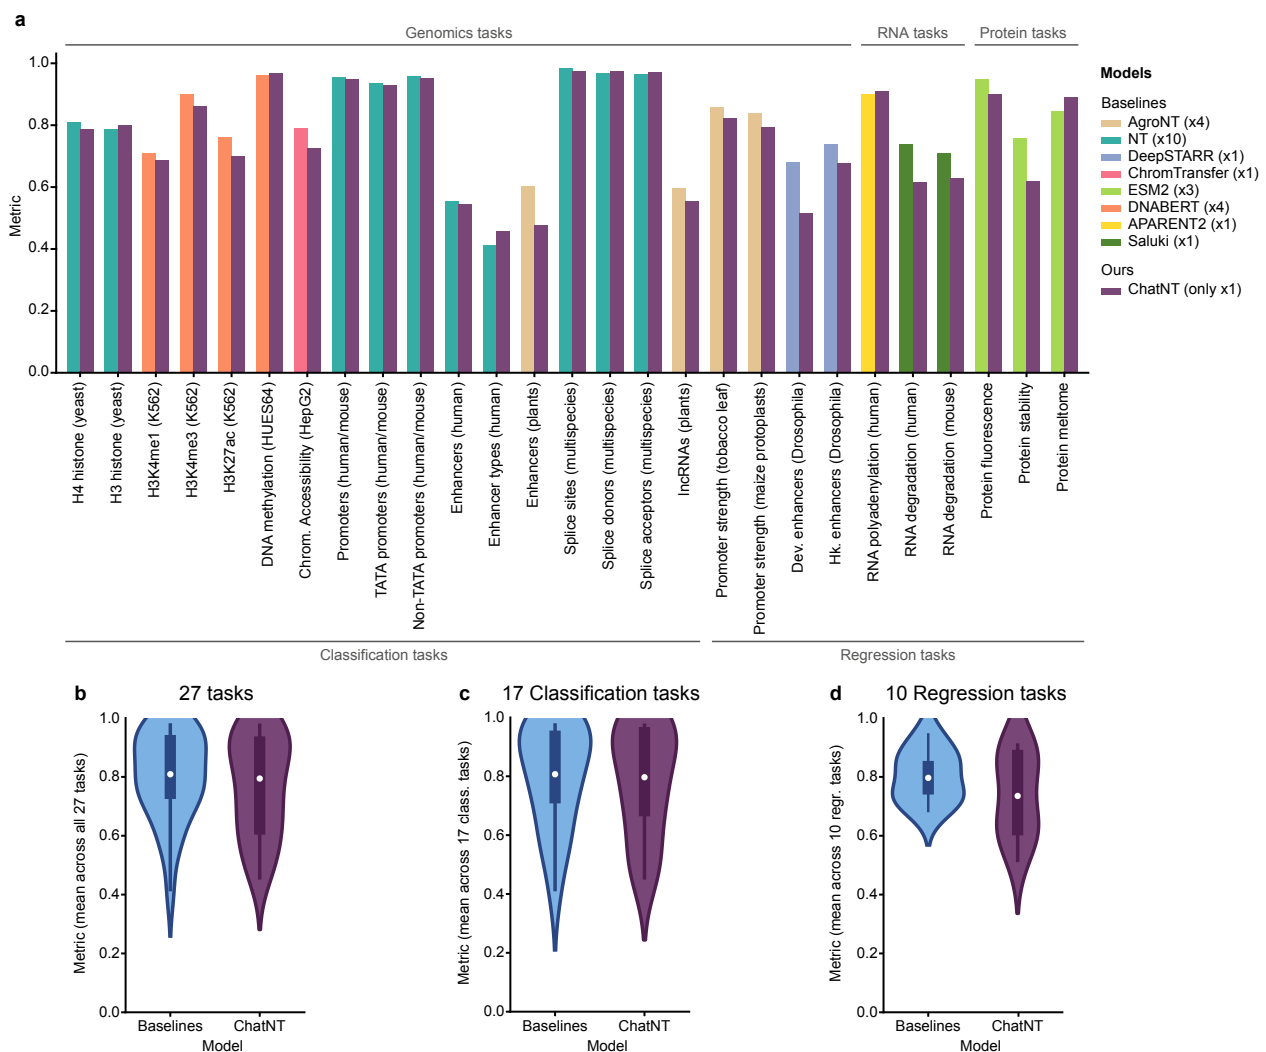 a
Genomics tasks
RNA tasks
Protein tasks
Metric
1.0
0.8
0.6
0.4
0.2
0.0
H4 histone (yeast)
H3 histone (yeast)
H3K4me1 (K562)
H3K4me3 (K562)
H3K27ac (K562)
DNA methylation (HUES64)
Chrom. Accessibility (HepG2)
Promoters (human/mouse)
TATA promoters (human/mouse)
Non-TATA promoters (human/mouse)
Enhancers (human)
Enhancer types (human)
Enhancers (plants)
Splice sites (multispecies)
Splice donors (multispecies)
Splice acceptors (multispecies)
lncRNAs (plants)
Promoter strength (tobacco leaf)
Promoter strength (maize protoplasts)
Dev. enhancers (Drosophila)
Hk. enhancers (Drosophila)
RNA polyadenylation (human)
RNA degradation (human)
RNA degradation (mouse)
Protein fluorescence
Protein stability
Protein meltome
Classification tasks
Regression tasks
Models
Baselines
AgroNT (x4)
NT (x10)
DeepSTARR (x1)
ChromTransfer (x1)
ESM2 (x3)
DNABERT (x4)
APARENT2 (x1)
Saluki (x1)
Ours
ChatNT (only x1)
b
27 tasks
Metric (mean across all 27 tasks)
1.0
0.8
0.6
0.4
0.2
0.0
Baselines
ChatNT
Model
c
17 Classification tasks
Metric (mean across 17 class. tasks)
1.0
0.8
0.6
0.4
0.2
0.0
Baselines
ChatNT
Model
d
10 Regression tasks
Metric (mean across 10 regr. tasks)
1.0
0.8
0.6
0.4
0.2
0.0
Baselines
ChatNT
Model